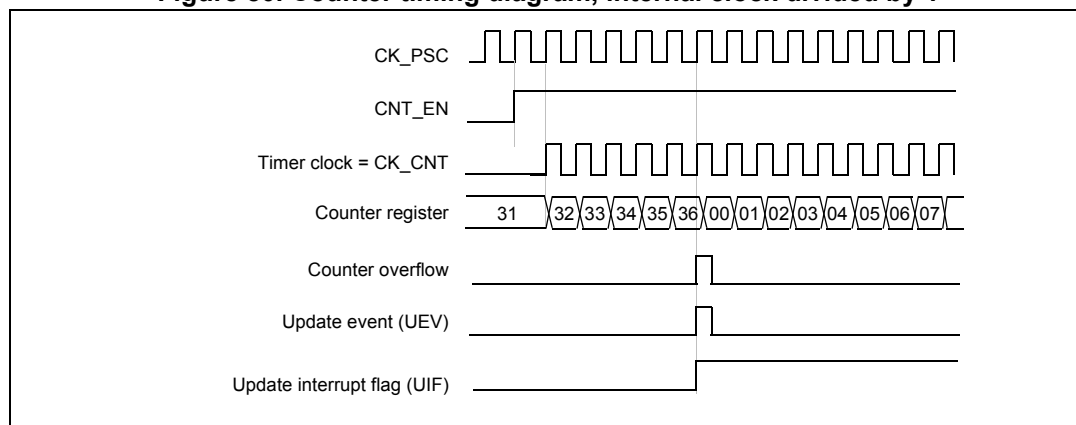 Counter timing diagram, internal clock divided by 1
CK_PSC
CNT_EN
Timer clock = CK_CNT
Counter register 31 32 33 34 35 36 00 01 02 03 04 05 06 07
Counter overflow
Update event (UEV)
Update interrupt flag (UIF)